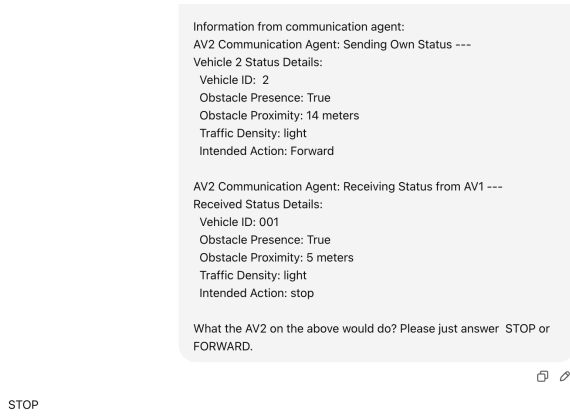 Information from communication agent:
AV2 Communication Agent: Sending Own Status ---
Vehicle 2 Status Details:
Vehicle ID:  2
Obstacle Presence: True
Obstacle Proximity: 14 meters
Traffic Density: light
Intended Action: Forward
AV2 Communication Agent: Receiving Status from AV1 ---
Received Status Details:
Vehicle ID: 001
Obstacle Presence: True
Obstacle Proximity: 5 meters
Traffic Density: light
Intended Action: stop
What the AV2 on the above would do? Please just answer  STOP or
FORWARD.
STOP